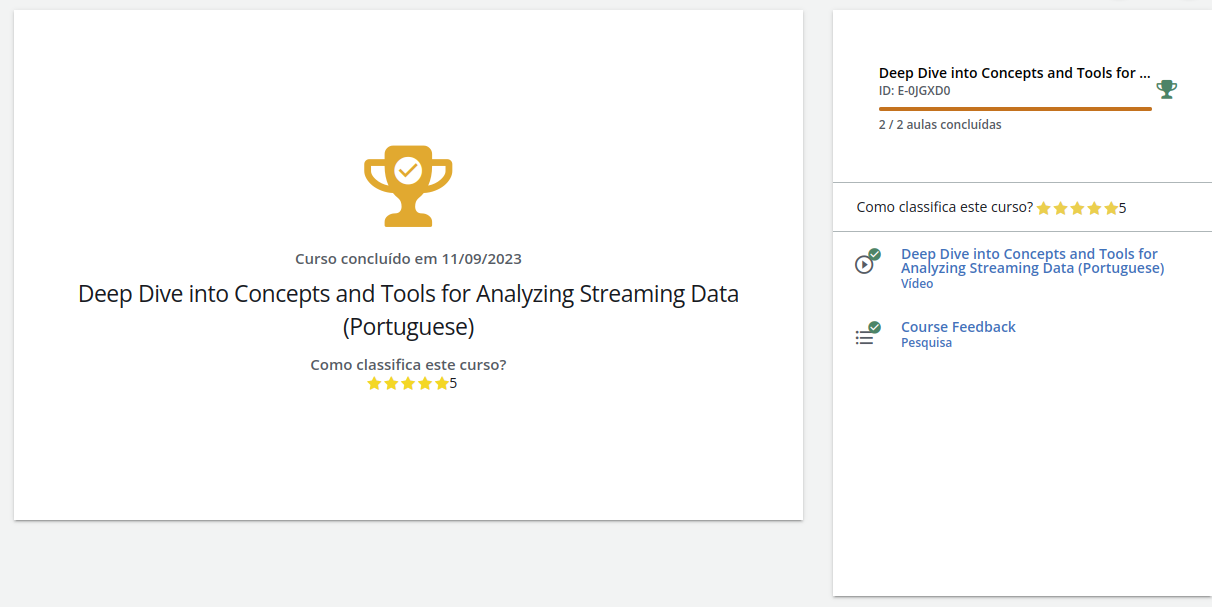 Curso concluído em 11/09/2023
Deep Dive into Concepts and Tools for Analyzing Streaming Data
(Portuguese)
Como classifica este curso?
5
Deep Dive into Concepts and Tools for ...
ID: E-0JGXD0
2 / 2 aulas concluídas
Como classifica este curso? 5
Deep Dive into Concepts and Tools for
Analyzing Streaming Data (Portuguese)
Vídeo
Course Feedback
Pesquisa